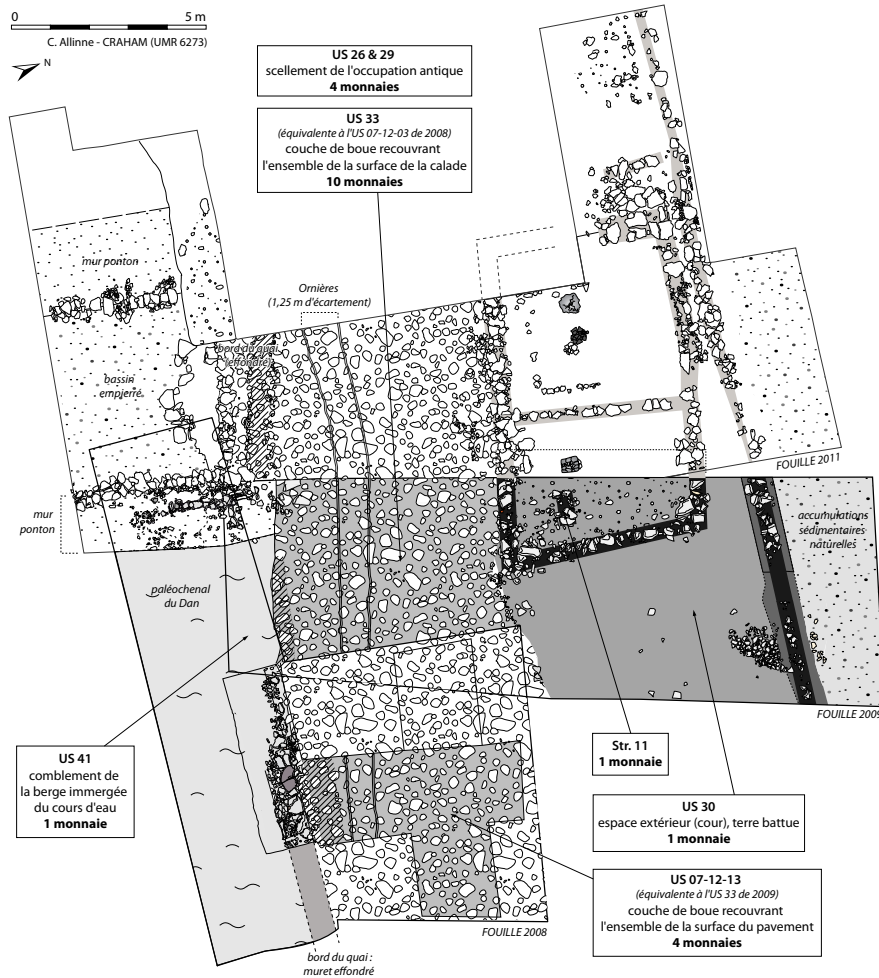 0 5 m
C. Allinne - CRAHAM (UMR 6273)
N
US 26 & 29
scellement de l'occupation antique
4 monnaies
US 33
(équivalente à l'US 07-12-03 de 2008)
couche de boue recouvrant
l'ensemble de la surface de la calade
10 monnaies
mur ponton
Ornières
(1,25 m d'écartement)
bord du quai
(effondré)
bassin
empierré
FOUILLE 2011
mur
ponton
accumulations
sédimentaires
naturelles
paléochenal
du Dan
FOUILLE 2009
US 41
comblement de
la berge immergée
du cours d'eau
1 monnaie
Str. 11
1 monnaie
US 30
espace extérieur (cour), terre battue
1 monnaie
US 07-12-13
(équivalente à l'US 33 de 2009)
couche de boue recouvrant
l'ensemble de la surface du pavement
4 monnaies
FOUILLE 2008
bord du quai :
muret effondré